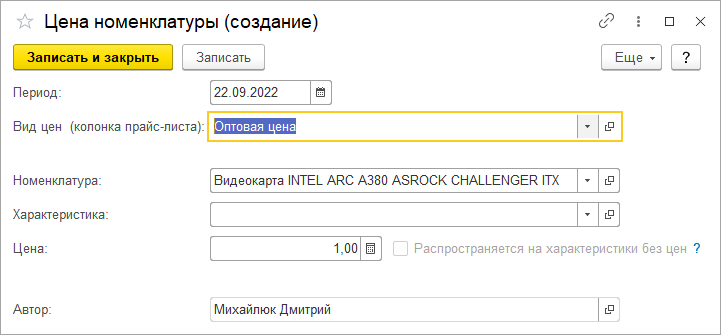 Цена номенклатуры (создание)
Записать и закрыть Записать Еще ?
Период: 22.09.2022
Вид цен (колонка прайс-листа): Оптовая цена
Номенклатура: Видеокарта INTEL ARC A380 ASROCK CHALLENGER ITX
Характеристика:
Цена: 1,00 Распространяется на характеристики без цен ?
Автор: Михайлюк Дмитрий